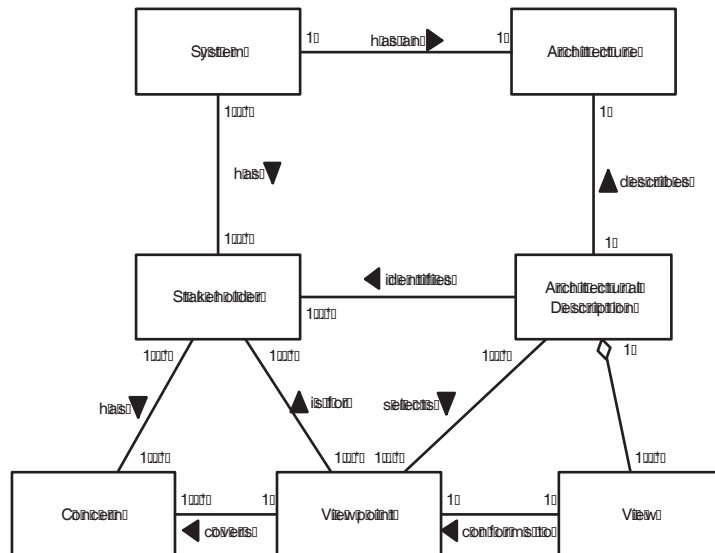 1
has an
1
System
Architecture
1..*
1
has
describes
1..*
1
Stakeholder
identifies
Architectural
Description
1..*
1..*
1..*
1..*
1
has
is for
selects
1..*
1..*
1..*
1..*
Concern
1..*
1
Viewpoint
1
1
View
covers
conforms to